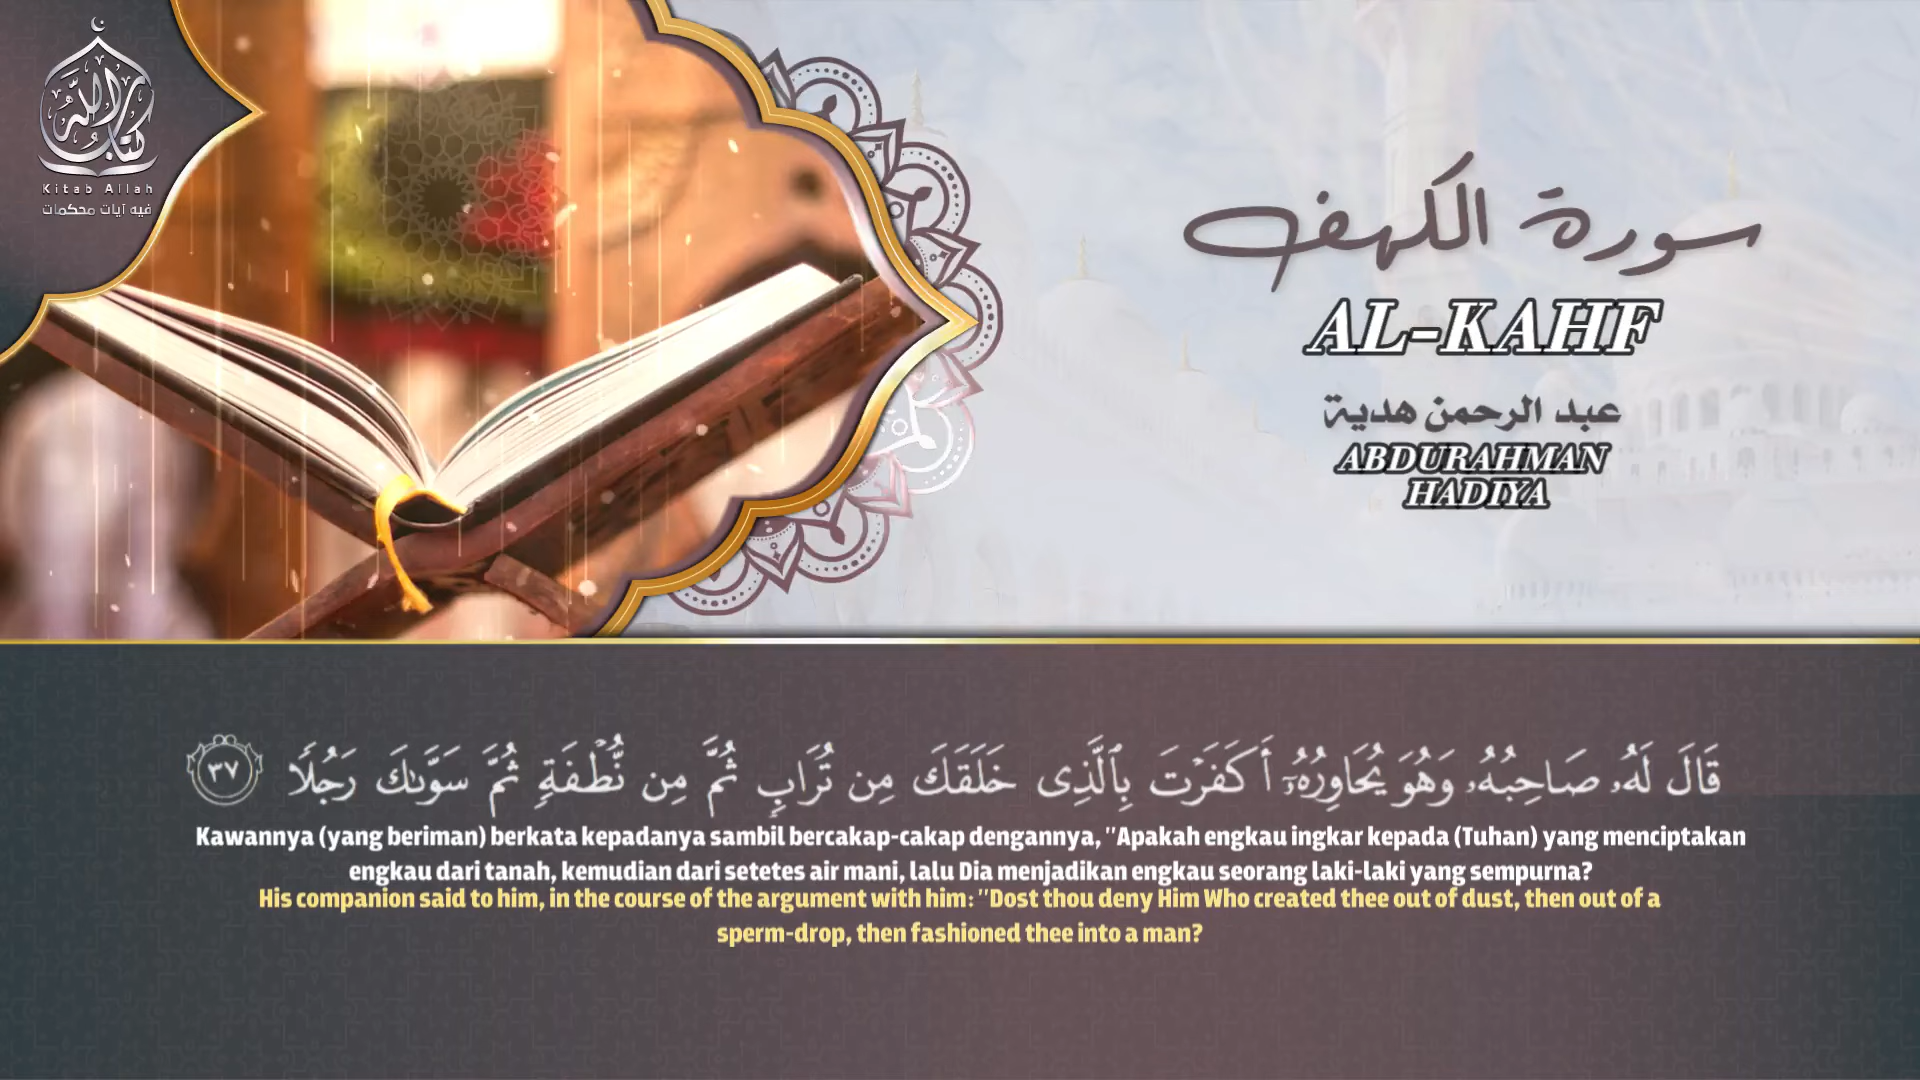 كتاب الله
Kitab Allah
فيه آيات محكمات
سورة الكهف
AL-KAHF
عبد الرحمن هدية
ABDURAHMAN
HADIYA
قَالَ لَهُۥ صَاحِبُهُۥ وَهُوَ يُحَاوِرُهُۥٓ أَكَفَرْتَ بِٱلَّذِى خَلَقَكَ مِن تُرَابٍ ثُمَّ مِن نُّطْفَةٍ ثُمَّ سَوَّىٰكَ رَجُلًا ٣٧
Kawannya (yang beriman) berkata kepadanya sambil bercakap-cakap dengannya, "Apakah engkau ingkar kepada (Tuhan) yang menciptakan
engkau dari tanah, kemudian dari setetes air mani, lalu Dia menjadikan engkau seorang laki-laki yang sempurna?
His companion said to him, in the course of the argument with him: "Dost thou deny Him Who created thee out of dust, then out of a
sperm-drop, then fashioned thee into a man?